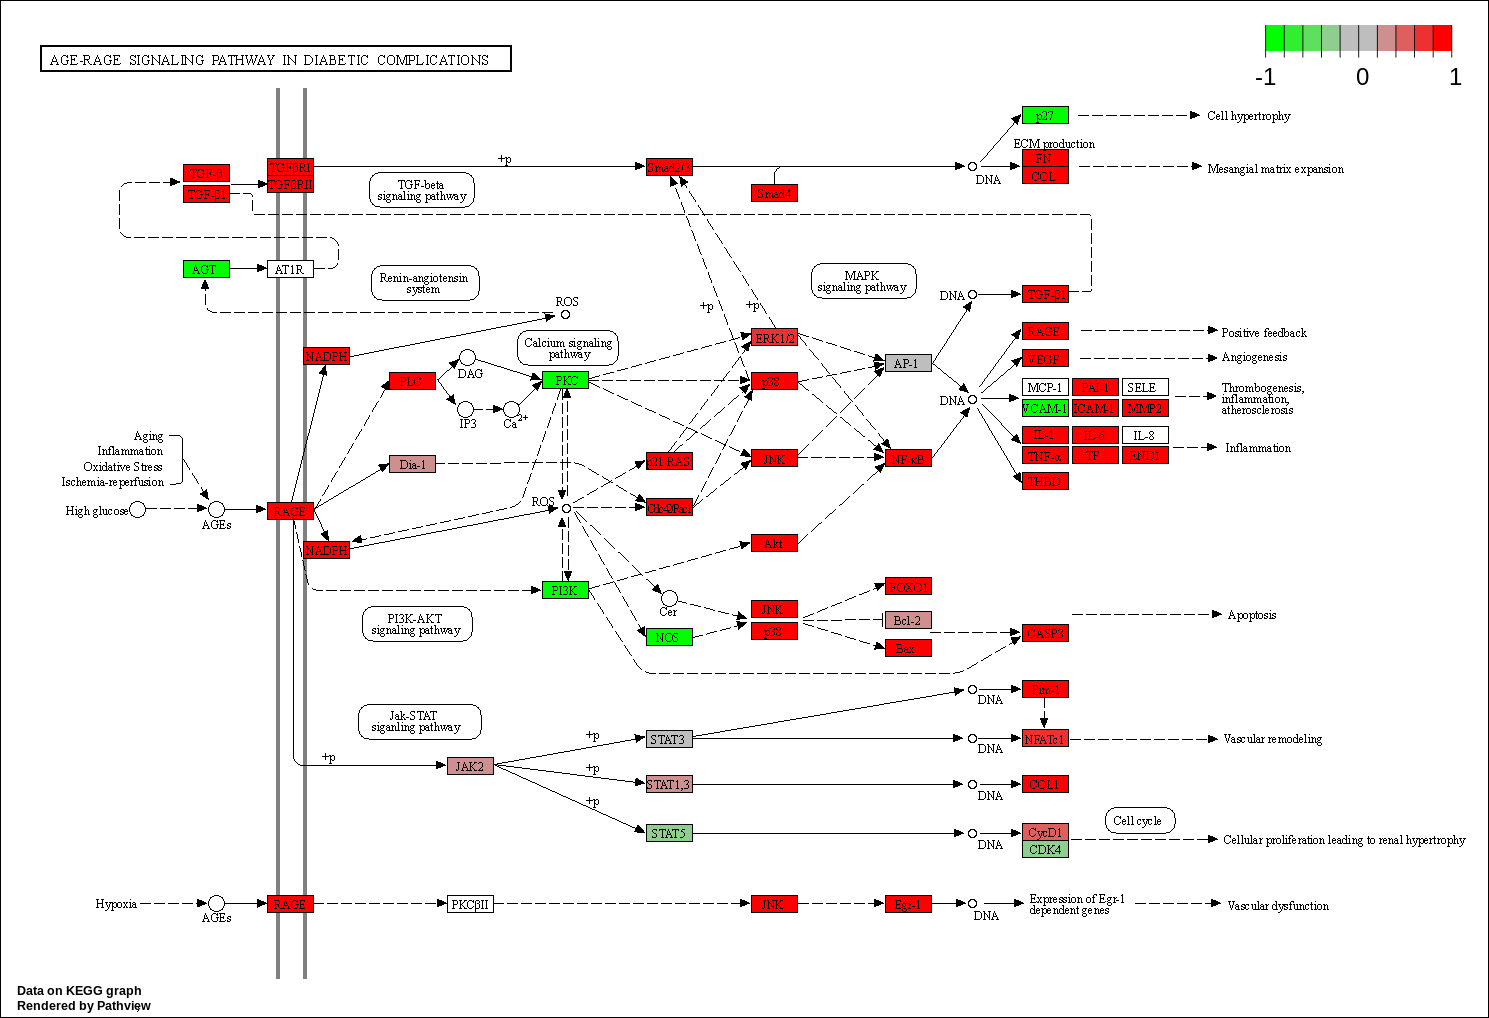 AGE-RAGE SIGNALING PATHWAY IN DIABETIC COMPLICATIONS
-1 0 1
p27
Cell hypertrophy
ECM production
TGF-β
TGFβRI
+p
Smad2/3
DNA
FN
Mesangial matrix expansion
TGF-β1
TGFβRII
TGF-beta
signaling pathway
Smad4
COL
AGT
AT1R
Renin-angiotensin
system
MAPK
signaling pathway
ROS
+p
+p
DNA
TGF-β1
NADPH
Calcium signaling
pathway
ERK1/2
RAGE
Positive feedback
PLC
DAG
PKC
p38
AP-1
VEGF
Angiogenesis
IP3
Ca2+
DNA
MCP-1
PAI-1
SELE
Thrombogenesis,
inflammation,
atherosclerosis
VCAM-1
ICAM-1
MMP2
Aging
Inflammation
Oxidative Stress
Ischemia-reperfusion
IL-1
IL-6
IL-8
Inflammation
Dia-1
p21 RAS
JNK
NF-κB
TNF-α
TF
END1
THBD
High glucose
AGEs
RAGE
ROS
NADPH
Akt
PI3K
Cer
FOXO1
PI3K-AKT
signaling pathway
NOS
JNK
p38
Bcl-2
Bax
CASP3
Apoptosis
DNA
Pim-1
Jak-STAT
siganling pathway
+p
+p
STAT3
DNA
NFATc1
Vascular remodeling
JAK2
+p
STAT1,3
DNA
COL1
+p
STAT5
DNA
CycD1
CDK4
Cell cycle
Cellular proliferation leading to renal hypertrophy
Hypoxia
AGEs
RAGE
PKCβII
JNK
Egr-1
DNA
Expression of Egr-1
dependent genes
Vascular dysfunction
Data on KEGG graph
Rendered by Pathview